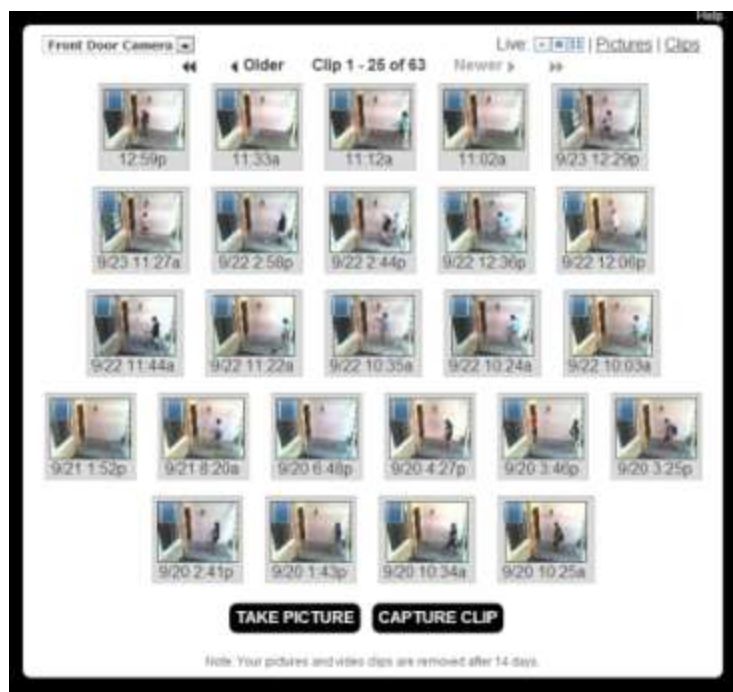 Help
Front Door Camera Live: | Pictures | Clips
Older Clip 1 - 25 of 63 Newer
12:59p 11:33a 11:12a 11:02a 9/23 12:29p
9/23 11:27a 9/22 2:58p 9/22 2:44p 9/22 12:36p 9/22 12:06p
9/22 11:44a 9/22 11:22a 9/22 10:35a 9/22 10:24a 9/22 10:03a
9/21 1:52p 9/21 8:20a 9/20 6:48p 9/20 4:27p 9/20 3:46p 9/20 3:25p
9/20 2:41p 9/20 1:43p 9/20 10:34a 9/20 10:25a
TAKE PICTURE CAPTURE CLIP
Note: Your pictures and video clips are removed after 14 days.